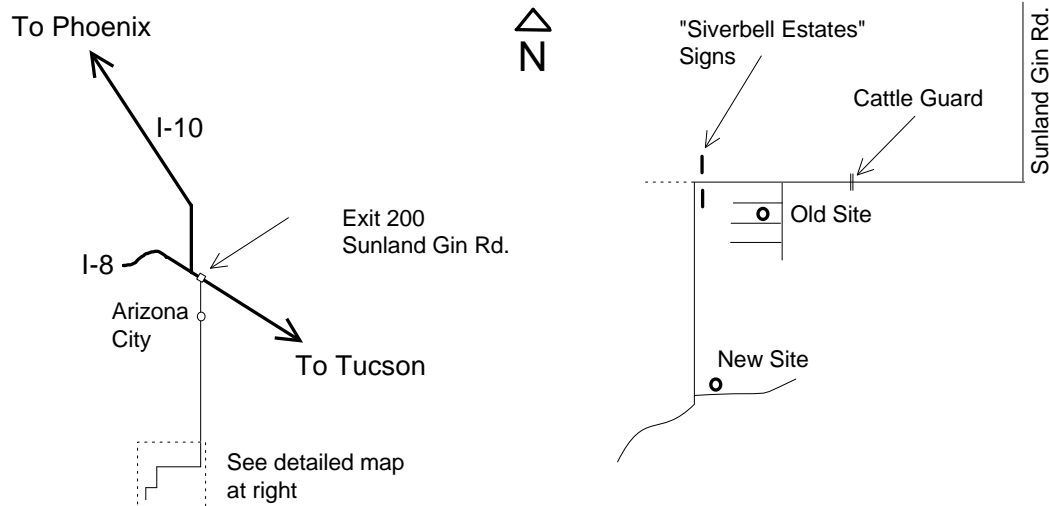 To Phoenix
I-10
I-8
Exit 200
Sunland Gin Rd.
Arizona
City
To Tucson
See detailed map
at right
N
"Siverbell Estates"
Signs
Cattle Guard
Sunland Gin Rd.
Old Site
New Site